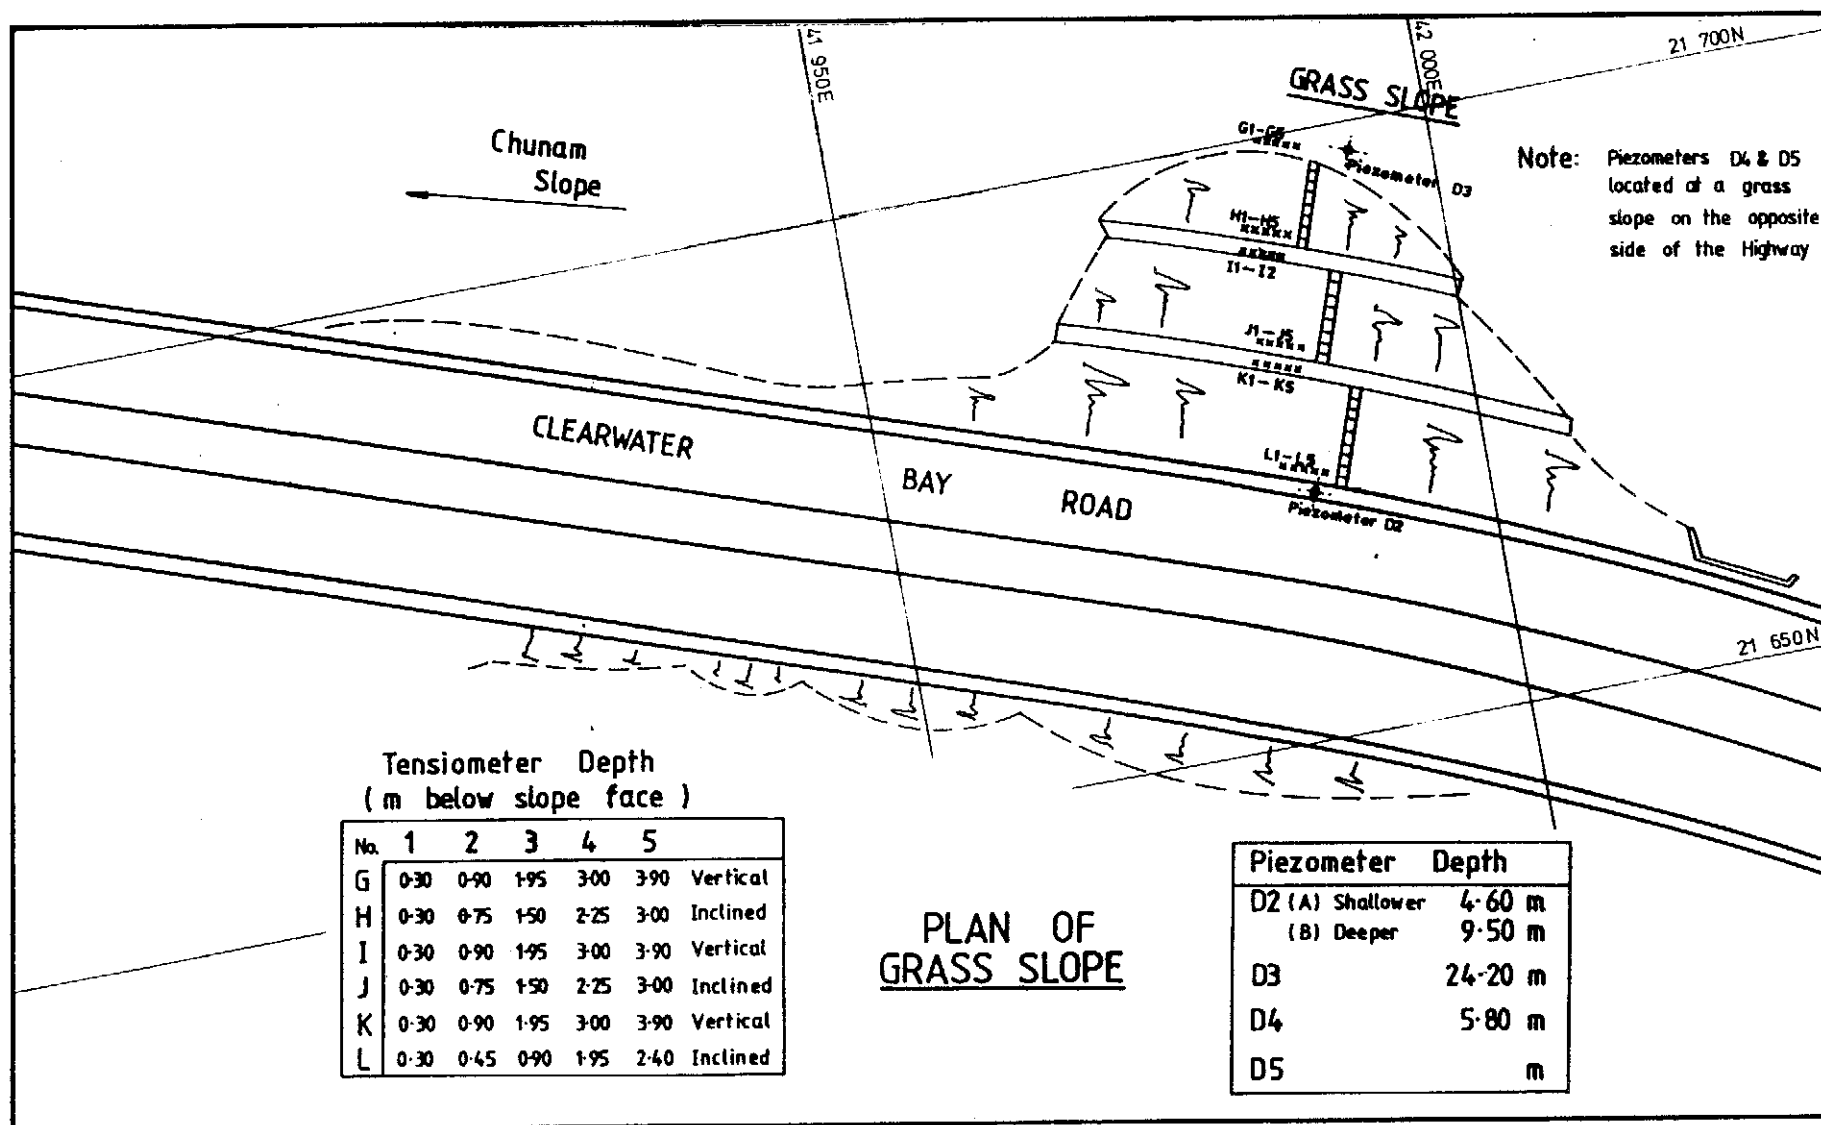 41 950E
42 000E
21 700N
GRASS SLOPE
Chunam
Slope
G1-G5
Piezometer D3
Note: Piezometers D4 & D5
located at a grass
slope on the opposite
side of the Highway
H1-H5
I1-I2
J1-J5
K1-K5
CLEARWATER BAY ROAD
L1-L5
Piezometer D2
21 650N
Tensiometer Depth
( m below slope face )
No. 1 2 3 4 5
G 0·30 0·90 1·95 3·00 3·90 Vertical
H 0·30 0·75 1·50 2·25 3·00 Inclined
I 0·30 0·90 1·95 3·00 3·90 Vertical
J 0·30 0·75 1·50 2·25 3·00 Inclined
K 0·30 0·90 1·95 3·00 3·90 Vertical
L 0·30 0·45 0·90 1·95 2·40 Inclined
PLAN OF
GRASS SLOPE
Piezometer Depth
D2 (A) Shallower 4·60 m
(B) Deeper 9·50 m
D3 24·20 m
D4 5·80 m
D5 m